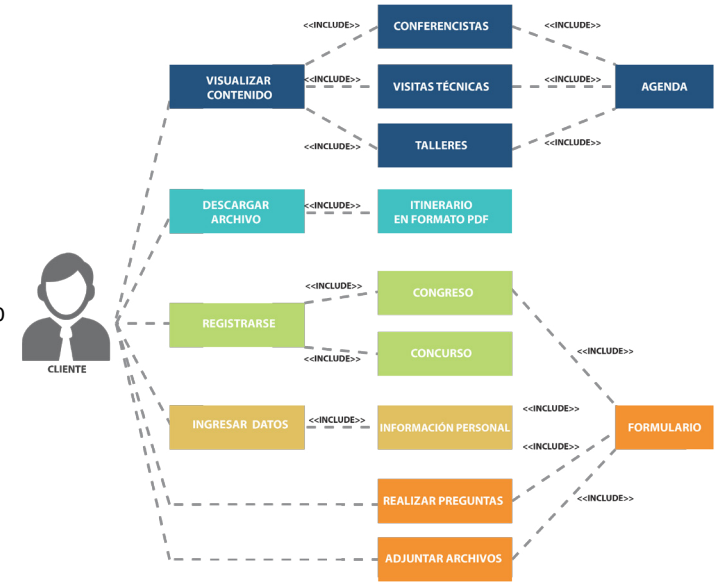 <<INCLUDE>>
CONFERENCISTAS
<<INCLUDE>>
VISUALIZAR
CONTENIDO
<<INCLUDE>>
VISITAS TÉCNICAS
<<INCLUDE>>
AGENDA
<<INCLUDE>>
TALLERES
<<INCLUDE>>
DESCARGAR
ARCHIVO
<<INCLUDE>>
ITINERARIO
EN FORMATO PDF
<<INCLUDE>>
CONGRESO
REGISTRARSE
<<INCLUDE>>
CONCURSO
<<INCLUDE>>
CLIENTE
INGRESAR DATOS
<<INCLUDE>>
INFORMACIÓN PERSONAL
<<INCLUDE>>
FORMULARIO
<<INCLUDE>>
REALIZAR PREGUNTAS
<<INCLUDE>>
ADJUNTAR ARCHIVOS